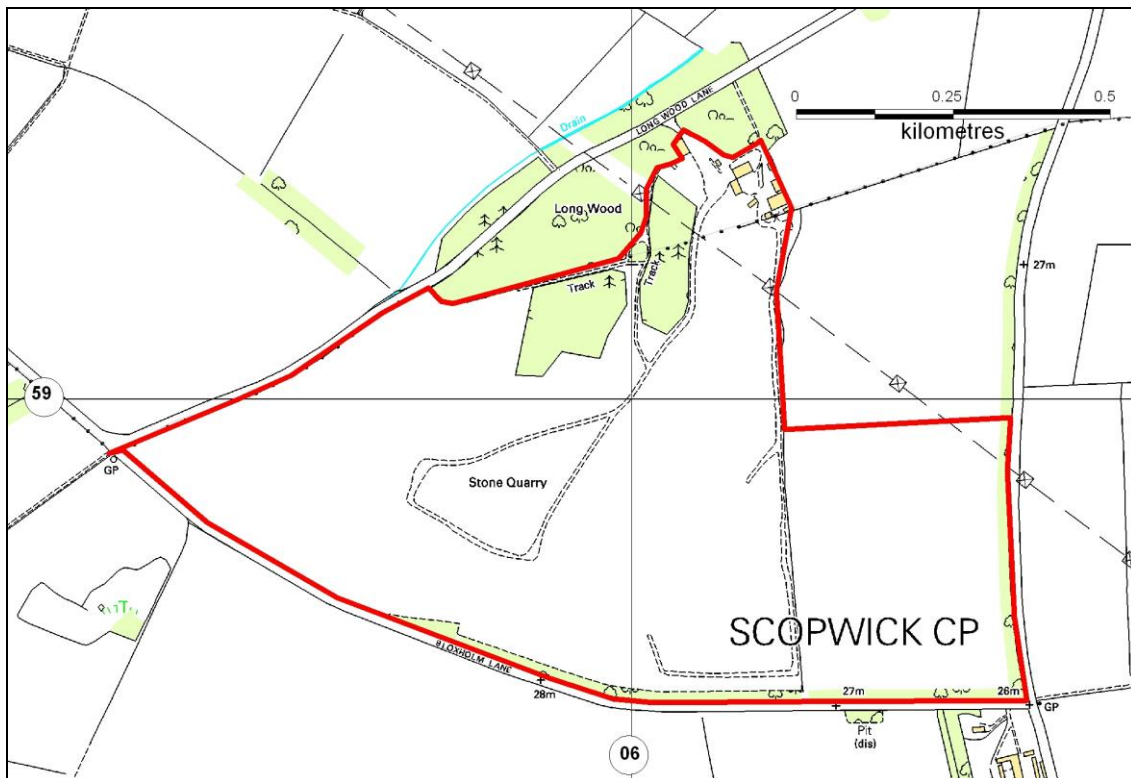 0 0.25 0.5
kilometres
LONG WOOD LANE
Drain
Long Wood
Track
Track
27m
59
GP
Stone Quarry
SCOPWICK CP
BLOXHOLM LANE
28m
27m
26m
GP
Pit
(dis)
06